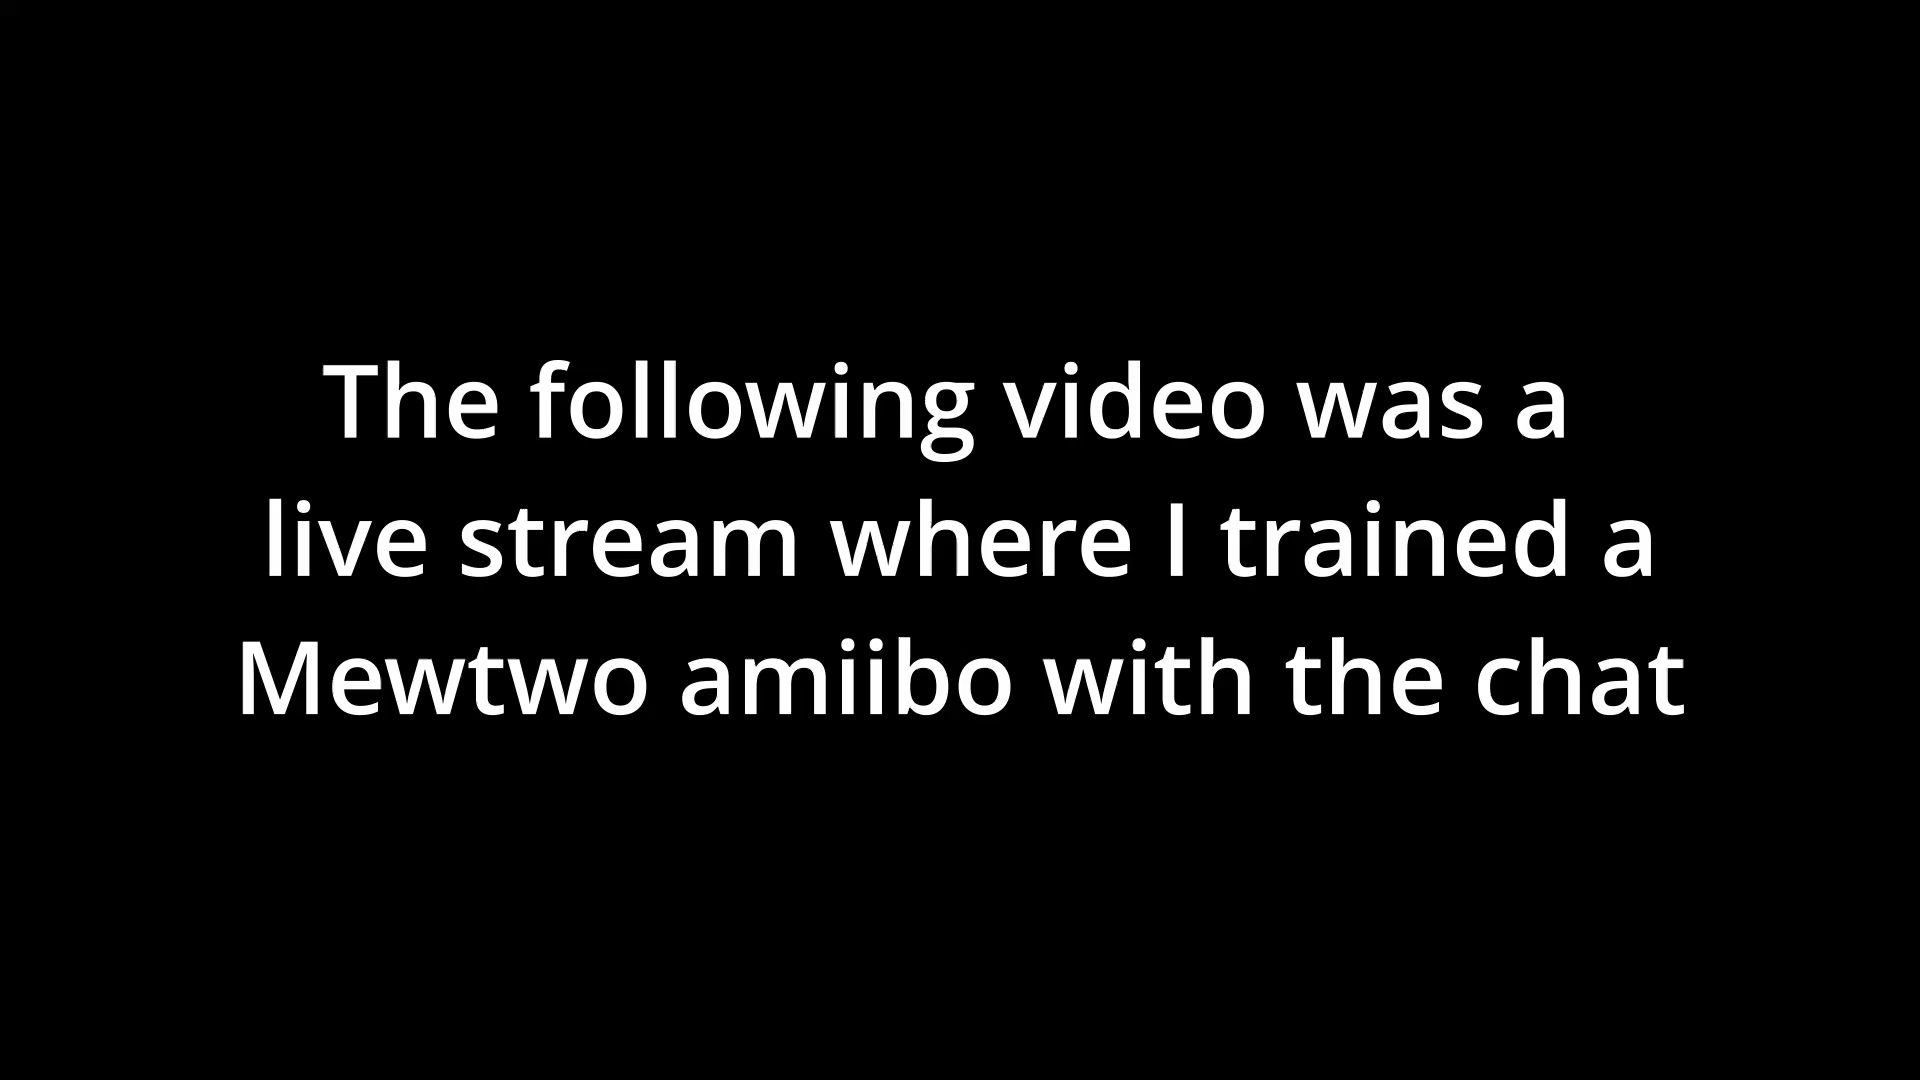 The following video was a
live stream where I trained a
Mewtwo amiibo with the chat